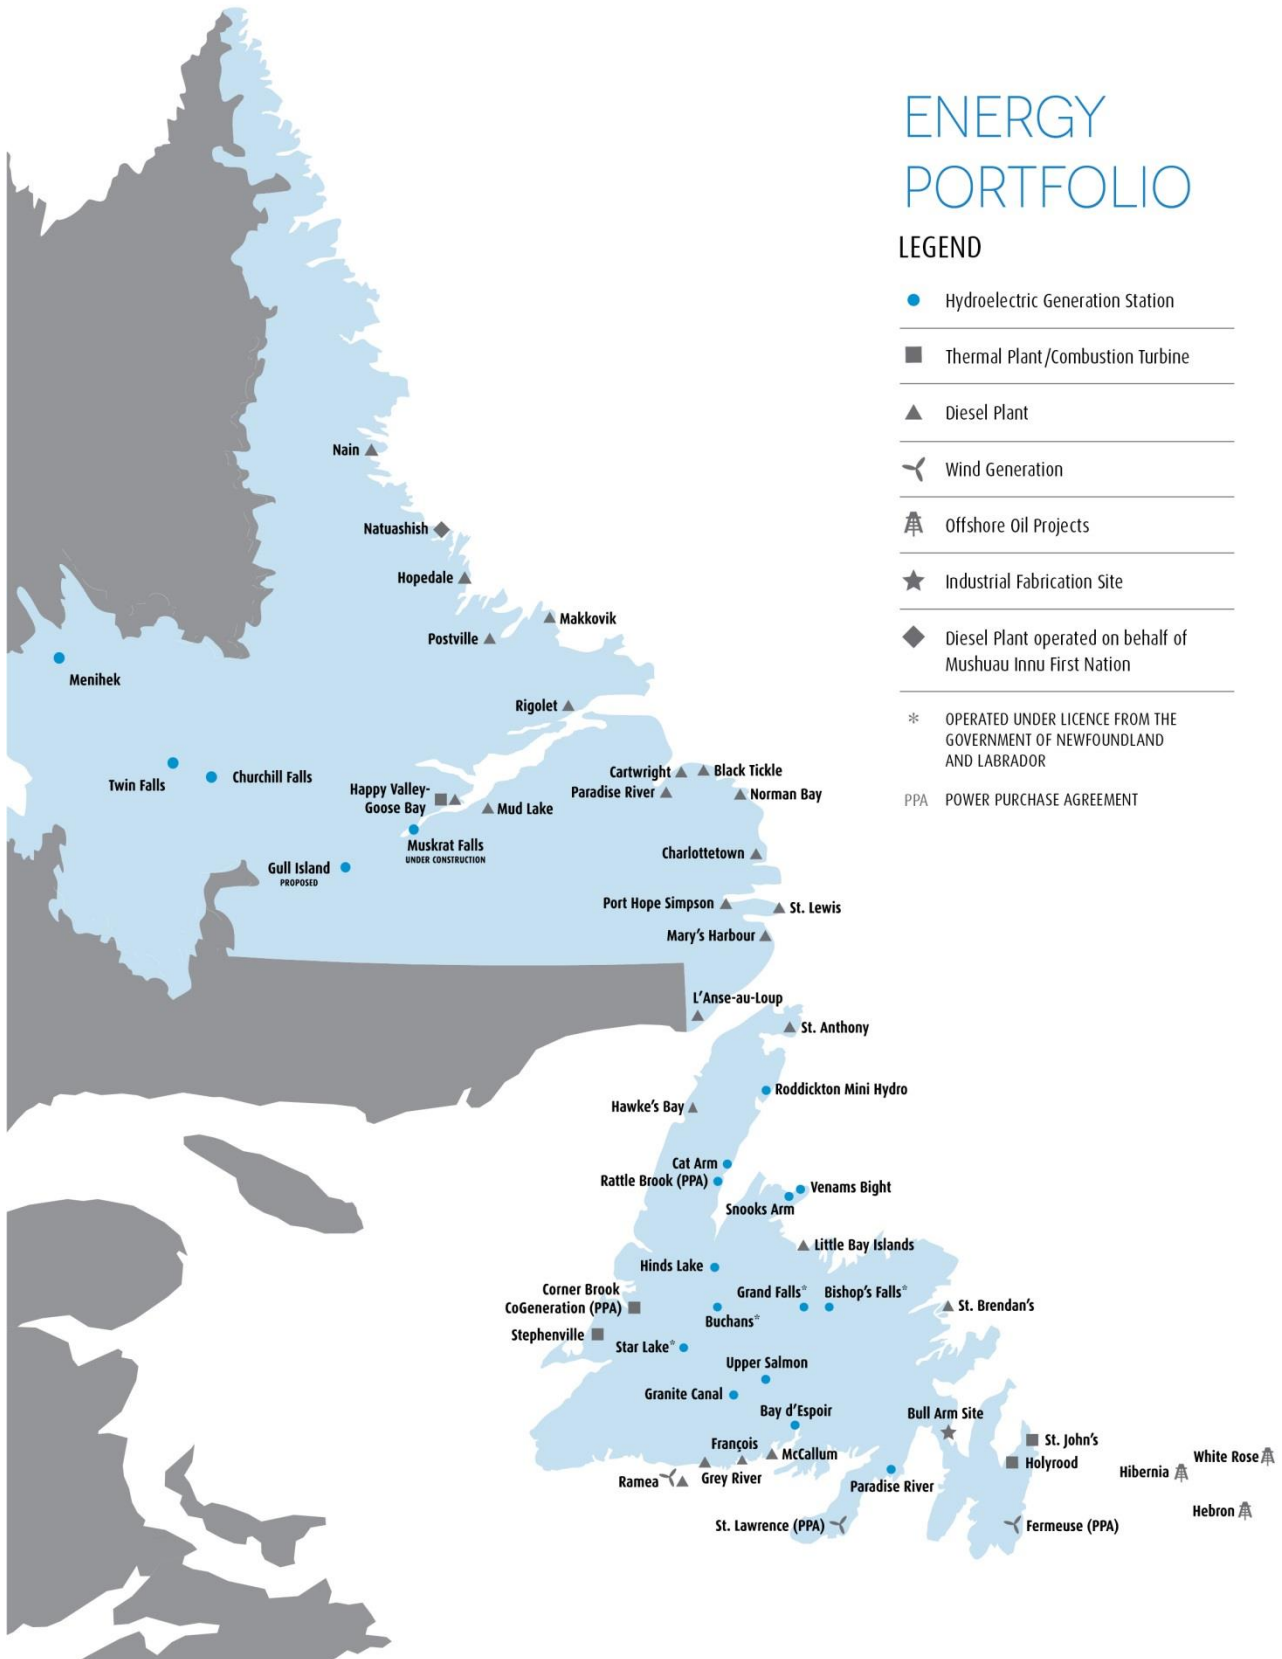 ENERGY
PORTFOLIO
LEGEND
Hydroelectric Generation Station
Thermal Plant/Combustion Turbine
Diesel Plant
Wind Generation
Offshore Oil Projects
Industrial Fabrication Site
Diesel Plant operated on behalf of
Mushuau Innu First Nation
* OPERATED UNDER LICENCE FROM THE
GOVERNMENT OF NEWFOUNDLAND
AND LABRADOR
PPA POWER PURCHASE AGREEMENT
Nain
Natuashish
Hopedale
Makkovik
Postville
Menihek
Rigolet
Twin Falls
Churchill Falls
Happy Valley-
Goose Bay
Mud Lake
Cartwright
Black Tickle
Paradise River
Norman Bay
Muskrat Falls
UNDER CONSTRUCTION
Gull Island
PROPOSED
Charlottetown
Port Hope Simpson
St. Lewis
Mary's Harbour
L'Anse-au-Loup
St. Anthony
Roddickton Mini Hydro
Hawke's Bay
Cat Arm
Rattle Brook (PPA)
Venams Bight
Snooks Arm
Little Bay Islands
Hinds Lake
Corner Brook
CoGeneration (PPA)
Grand Falls*
Bishop's Falls*
St. Brendan's
Buchans*
Stephenville
Star Lake*
Upper Salmon
Granite Canal
Bay d'Espoir
Bull Arm Site
François
McCallum
St. John's
Holyrood
Hibernia
White Rose
Ramea
Grey River
Paradise River
Hebron
St. Lawrence (PPA)
Fermeuse (PPA)